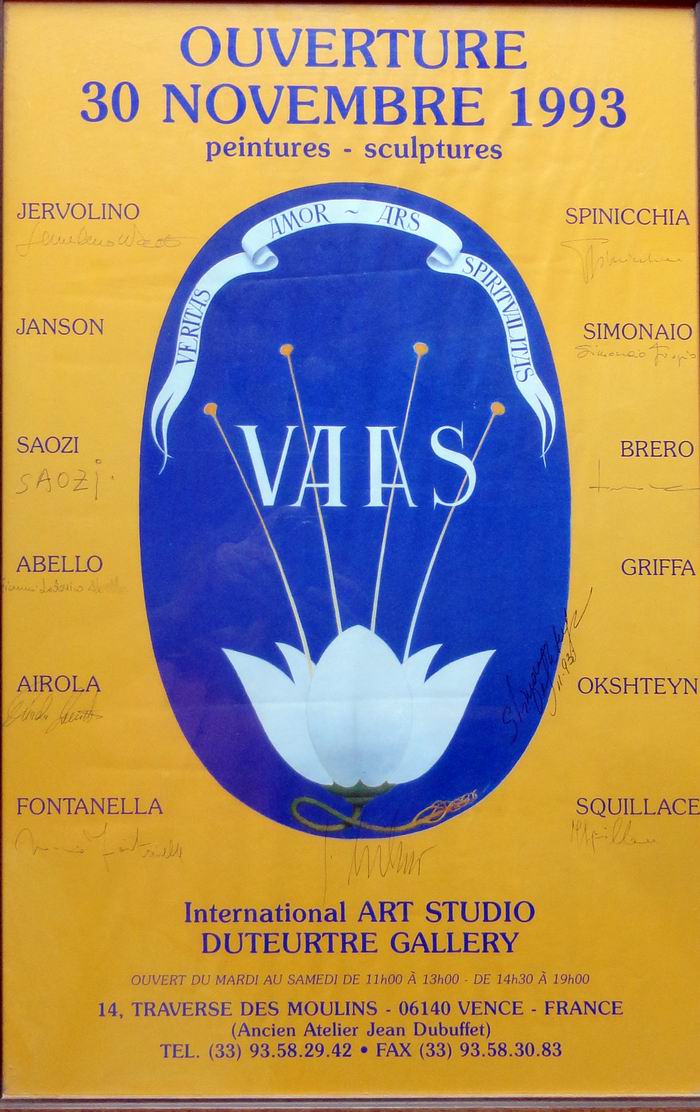 OUVERTURE
30 NOVEMBRE 1993
peintures - sculptures
JERVOLINO
SPINICCHIA
VERITAS
AMOR ~ ARS
SPIRITVALITAS
JANSON
SIMONAIO
SAOZI
SAOZI.
BRERO
VAAS
ABELLO
GRIFFA
AIROLA
OKSHTEYN
FONTANELLA
SQUILLACE
International ART STUDIO
DUTEURTRE GALLERY
OUVERT DU MARDI AU SAMEDI DE 11h00 À 13h00 - DE 14h30 À 19h00
14, TRAVERSE DES MOULINS - 06140 VENCE - FRANCE
(Ancien Atelier Jean Dubuffet)
TEL. (33) 93.58.29.42 • FAX (33) 93.58.30.83